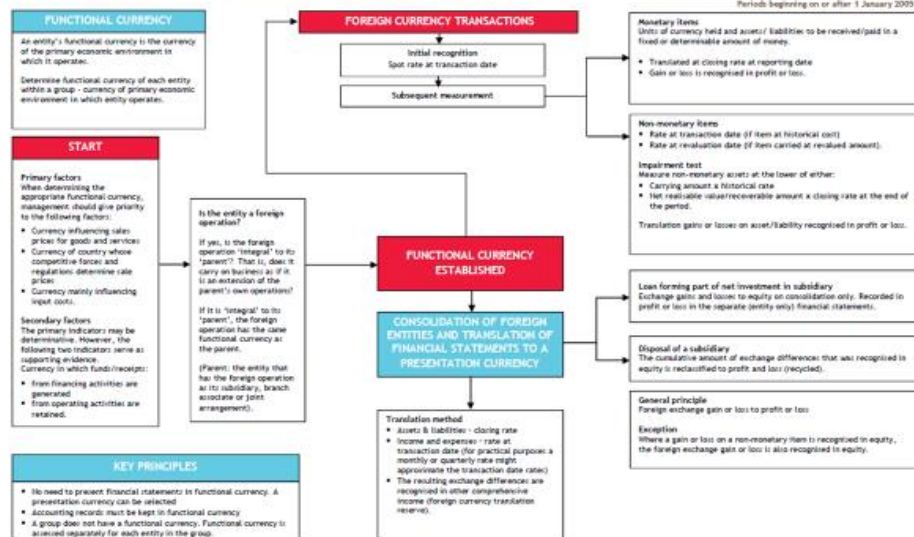 Periods beginning on or after 1 January 2005
FUNCTIONAL CURRENCY
An entity's functional currency is the currency
of the primary economic environment in
which it operates.
Determine functional currency of each entity
within a group - currency of primary economic
environment in which entity operates.
FOREIGN CURRENCY TRANSACTIONS
Initial recognition
Spot rate at transaction date
Subsequent measurement
Monetary items
Units of currency held and assets/ liabilities to be received/paid in a
fixed or determinable amount of money.
▪ Translated at closing rate at reporting date
▪ Gain or loss is recognised in profit or loss.
Non-monetary items
▪ Rate at transaction date (if item at historical cost)
▪ Rate at revaluation date (if item carried at revalued amount).
Impairment test
Measure non-monetary assets at the lower of either:
▪ Carrying amount x historical rate
▪ Net realisable value/recoverable amount x closing rate at the end of
the period.
Translation gains or losses on asset/liability recognised in profit or loss.
START
Primary factors
When determining the
appropriate functional currency,
management should give priority
to the following factors:
▪ Currency influencing sales
prices for goods and services
▪ Currency of country whose
competitive forces and
regulations determine sale
prices
▪ Currency mainly influencing
input costs.
Secondary factors
The primary indicators may be
determinative. However, the
following two indicators serve as
supporting evidence.
Currency in which funds/receipts:
▪ from financing activities are
generated
▪ from operating activities are
retained.
Is the entity a foreign
operation?
If yes, is the foreign
operation 'integral' to its
'parent'? That is, does it
carry on business as if it
is an extension of the
parent's own operations?
If it is 'integral' to its
'parent', the foreign
operation has the same
functional currency as
the parent.
(Parent: the entity that
has the foreign operation
as its subsidiary, branch
associate or joint
arrangement).
FUNCTIONAL CURRENCY
ESTABLISHED
CONSOLIDATION OF FOREIGN
ENTITIES AND TRANSLATION OF
FINANCIAL STATEMENTS TO A
PRESENTATION CURRENCY
Translation method
▪ Assets & liabilities - closing rate
▪ Income and expenses - rate at
transaction date (for practical purposes a
monthly or quarterly rate might
approximate the transaction date rates)
▪ The resulting exchange differences are
recognised in other comprehensive
income (foreign currency translation
reserve).
Loan forming part of net investment in subsidiary
Exchange gains and losses to equity on consolidation only. Recorded in
profit or loss in the separate (entity only) financial statements.
Disposal of a subsidiary
The cumulative amount of exchange differences that was recognised in
equity is reclassified to profit and loss (recycled).
General principle
Foreign exchange gain or loss to profit or loss
Exception
Where a gain or loss on a non-monetary item is recognised in equity,
the foreign exchange gain or loss is also recognised in equity.
KEY PRINCIPLES
▪ No need to present financial statements in functional currency. A
presentation currency can be selected
▪ Accounting records must be kept in functional currency
▪ A group does not have a functional currency. Functional currency is
assessed separately for each entity in the group.